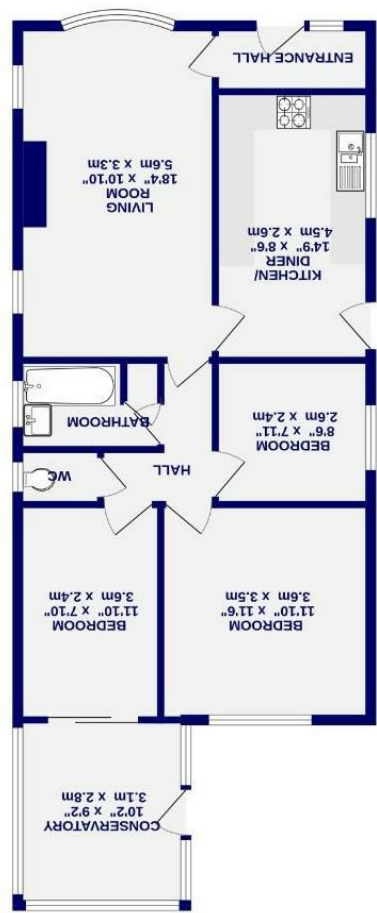 CONSERVATORY
10'2" x 9'2"
3.1m x 2.8m
BEDROOM
11'10" x 11'6"
3.6m x 3.5m
BEDROOM
11'10" x 7'10"
3.6m x 2.4m
HALL
WC
BEDROOM
8'6" x 7'11"
2.6m x 2.4m
BATHROOM
KITCHEN/
DINER
14'9" x 8'6"
4.5m x 2.6m
LIVING
ROOM
18'4" x 10'10"
5.6m x 3.3m
ENTRANCE HALL